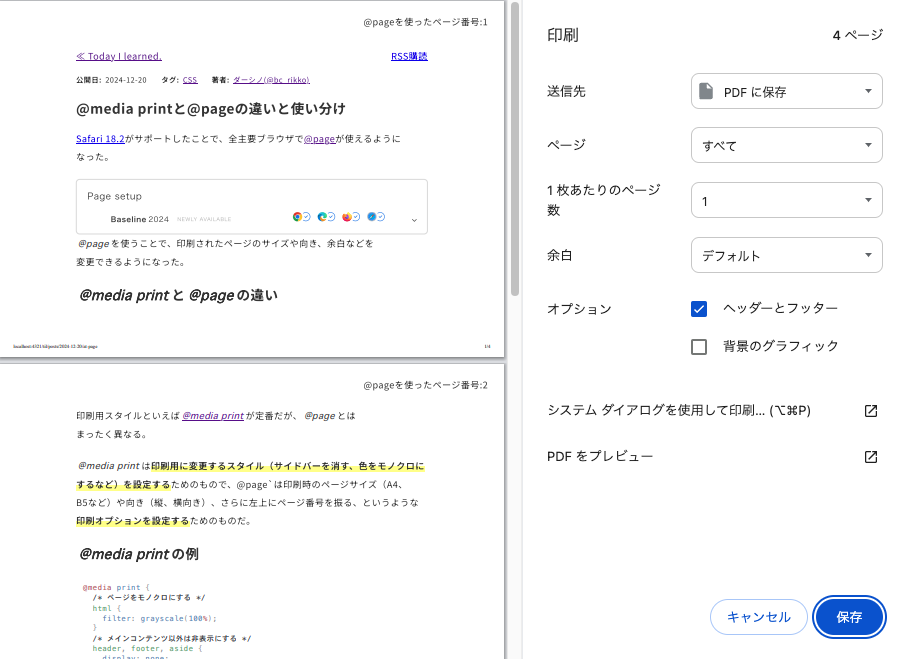 @pageを使ったページ番号:1
≪ Today I learned.
RSS購読
公開日: 2024-12-20 タグ: CSS 著者: ダーシノ(@bc_rikko)
@media printと@pageの違いと使い分け
Safari 18.2がサポートしたことで、全主要ブラウザで@pageが使えるように
なった。
Page setup
Baseline 2024 NEWLY AVAILABLE
@page を使うことで、印刷されたページのサイズや向き、余白などを
変更できるようになった。
@media print と @page の違い
1/4
@pageを使ったページ番号:2
印刷用スタイルといえば @media print が定番だが、 @page とは
まったく異なる。
@media print は印刷用に変更するスタイル（サイドバーを消す、色をモノクロに
するなど）を設定するためのもので、@page`は印刷時のページサイズ（A4、
B5など）や向き（縦、横向き）、さらに左上にページ番号を振る、というような
印刷オプションを設定するためのものだ。
@media print の例
@media print {
/* ページをモノクロにする */
html {
filter: grayscale(100%);
}
/* メインコンテンツ以外は非表示にする */
header, footer, aside {
display: none;
印刷
4 ページ
送信先
PDF に保存
ページ
すべて
1 枚あたりのページ
数
1
余白
デフォルト
オプション
ヘッダーとフッター
背景のグラフィック
システム ダイアログを使用して印刷... (⌥⌘P)
PDF をプレビュー
キャンセル
保存